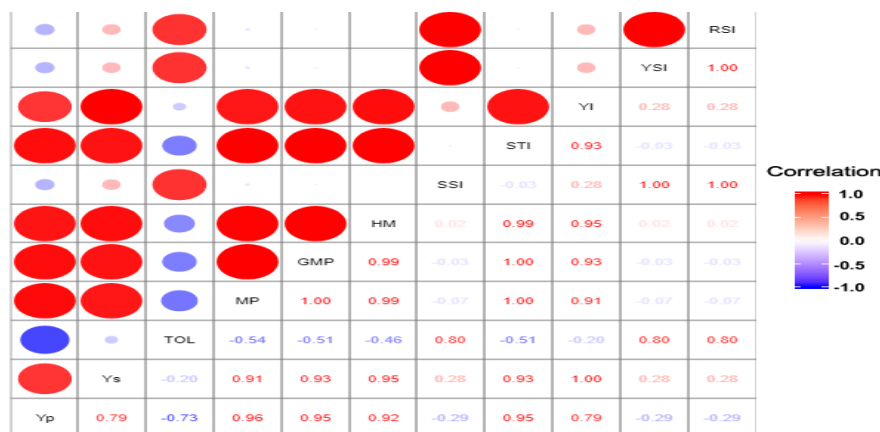 RSI
YSI 1.00
YI 0.28 0.28
STI 0.93 -0.03 -0.03
Correlation
SSI -0.03 0.28 1.00 1.00
1.0
0.5
0.0
-0.5
-1.0
HM 0.02 0.99 0.95 0.02 0.02
GMP 0.99 -0.03 1.00 0.93 -0.03 -0.03
MP 1.00 0.99 -0.07 1.00 0.91 -0.07 -0.07
TOL -0.54 -0.51 -0.46 0.80 -0.51 -0.20 0.80 0.80
Ys -0.20 0.91 0.93 0.95 0.28 0.93 1.00 0.28 0.28
Yp 0.79 -0.73 0.96 0.95 0.92 -0.29 0.95 0.79 -0.29 -0.29